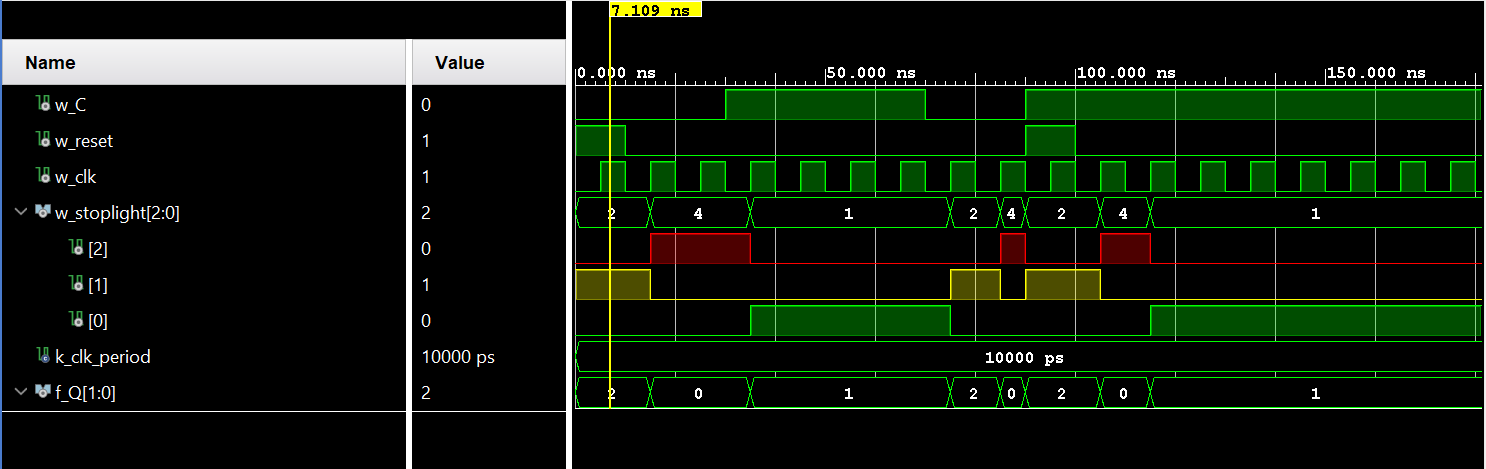 7.109 ns
Name Value
0.000 ns 50.000 ns 100.000 ns 150.000 ns
w_C 0
w_reset 1
w_clk 1
w_stoplight[2:0] 2 2 4 1 2 4 2 4 1
[2] 0
[1] 1
[0] 0
k_clk_period 10000 ps 10000 ps
f_Q[1:0] 2 2 0 1 2 0 2 0 1